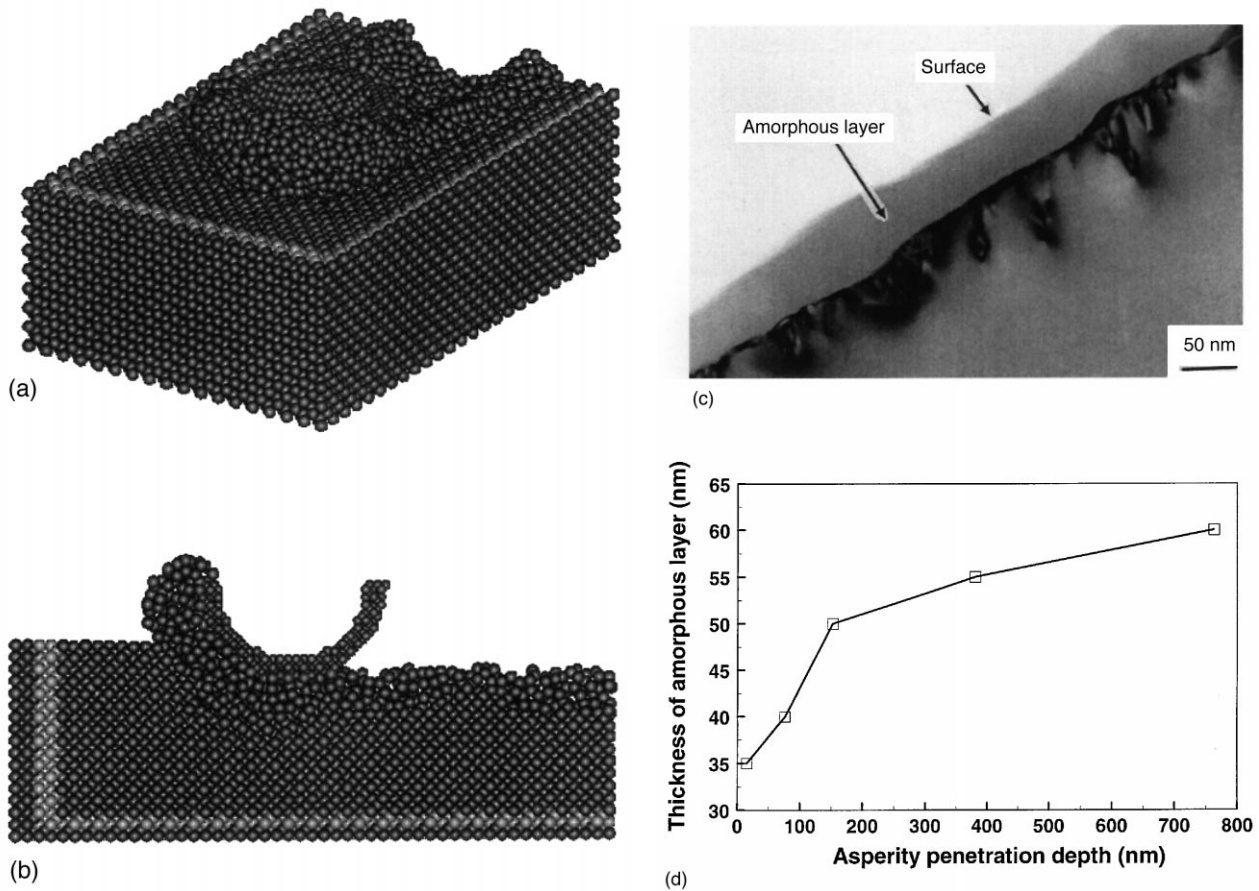 (a)
(b)
Surface
Amorphous layer
50 nm
(c)
Thickness of amorphous layer (nm)
65
60
55
50
45
40
35
30
0 100 200 300 400 500 600 700 800
Asperity penetration depth (nm)
(d)